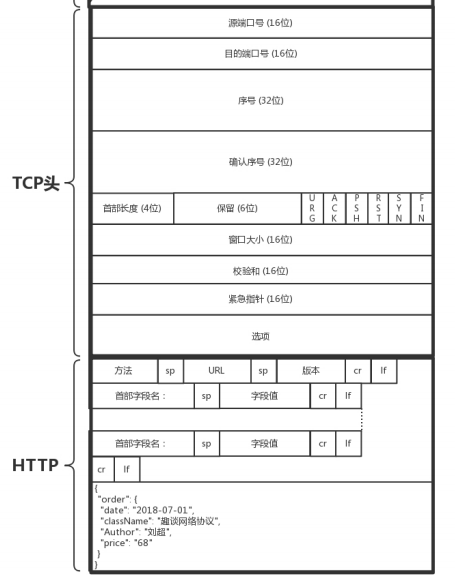 源端口号 (16位)
目的端口号 (16位)
序号 (32位)
确认序号 (32位)
TCP头
首部长度 (4位) 保留 (6位) URG ACK PSH RST SYN FIN
窗口大小 (16位)
校验和 (16位)
紧急指针 (16位)
选项
方法 sp URL sp 版本 cr lf
首部字段名： sp 字段值 cr lf
首部字段名： sp 字段值 cr lf
HTTP
cr lf
{
"order": {
"date": "2018-07-01",
"className": "趣谈网络协议",
"Author": "刘超",
"price": "68"
}
}